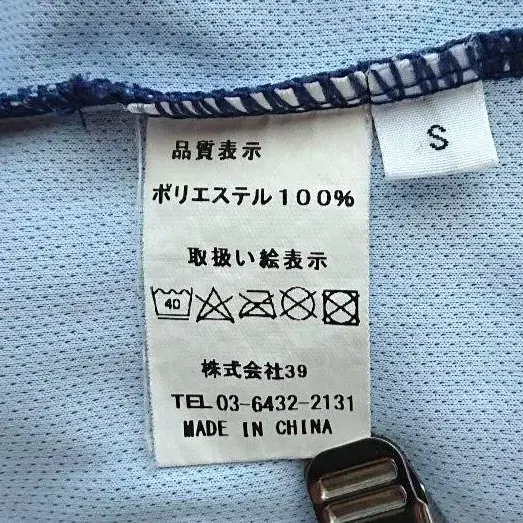 品質表示
S
ポリエステル100%
取扱い絵表示
40
株式会社39
TEL 03-6432-2131
MADE IN CHINA